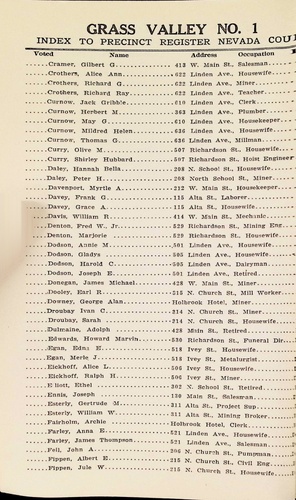 GRASS VALLEY NO. 1
INDEX TO PRECINCT REGISTER NEVADA COU
Voted Name Address Occupation
.....Cramer, Gilbert G 413 W. Main St., Salesman
.....Crothers, Alice Ann 622 Linden Ave., Housewife
.....Crothers, Richard G 622 Linden Ave., Miner
.....Crothers, Richard Ray 622 Linden Ave., Teacher
.....Curnow, Jack Gribble 610 Linden Ave., Clerk
.....Curnow, Herbert M 363 Linden Ave., Plumber
.....Curnow, May G 610 Linden Ave., Housekeeper
.....Curnow, Mildred Helen 636 Linden Ave., Housewife
.....Curnow, Thomas G 636 Linden Ave., Millman
.....Curry, Olive M 507 Richardson St., Housewife
.....Curry, Shirley Hubbard 507 Richardson St., Hoist Engineer
.....Daley, Hannah Bella 208 N. School St., Housewife
.....Daley, Peter H 208 North School St., Miner
.....Davenport, Myrtle A 212 W. Main St., Housekeeper
.....Davey, Frank G 115 Alta St., Laborer
.....Davey, Grace A 115 Alta St., Housewife
.....Davis, William R 414 W. Main St., Mechanic
.....Denton, Fred W., Jr. 529 Richardson St., Mining Eng
.....Denton, Marjorie 529 Richardson St., Housewife
.....Dodson, Annie M 501 Linden Ave., Housewife
.....Dodson, Gladys 505 Linden Ave., Housewife
.....Dodson, Harold C 505 Linden Ave., Dairyman
.....Dodson, Joseph E 501 Linden Ave., Retired
.....Donegan, James Michael 428 W. Main St., Miner
.....Dooley, Earl R 215 N. Church St., Mill Worker
.....Downey, George Alan Holbrook Hotel, Miner
.....Droubay Ivan C 214 N. Church St., Miner
.....Droubay, Sarah 214 N. Church St., Housewife
.....Dulmaine, Adolph 428 Main St., Retired
.....Edwards, Howard Marvin 530 Richardson St., Funeral Dir
.....Egan, Edna E 518 Ivey St., Housewife
.....Egan, Merle J 518 Ivey St., Metalurgist
.....Eickhoff, Alice L 506 Ivey St., Housewife
.....Eickhoff, Ralph H 506 Ivey St., Miner
.....Elliott, Ethel 302 N. School St., Retired
.....Ennis, Joseph 130 Main St., Salesman
.....Esterly, Gertrude M 311 Alta St., Project Sup
.....Esterly, William W 311 Alta St., Mining Broker
.....Fairholm, Archie Holbrook Hotel, Clerk
.....Farley, Anna E 521 Linden Ave., Housewife
.....Farley, James Thompson 521 Linden Ave., Salesman
.....Fell, John A 206 N. Church St., Pumpman
.....Fippen, Albert E 215 N. Church St., Civil Eng
.....Fippen, Jule W 215 N. Church St., Housewife